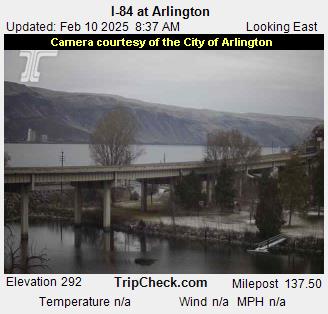 I-84 at Arlington
Updated: Feb 10 2025 8:37 AM Looking East
Camera courtesy of the City of Arlington
Elevation 292 TripCheck.com Milepost 137.50
Temperature n/a Wind n/a MPH n/a